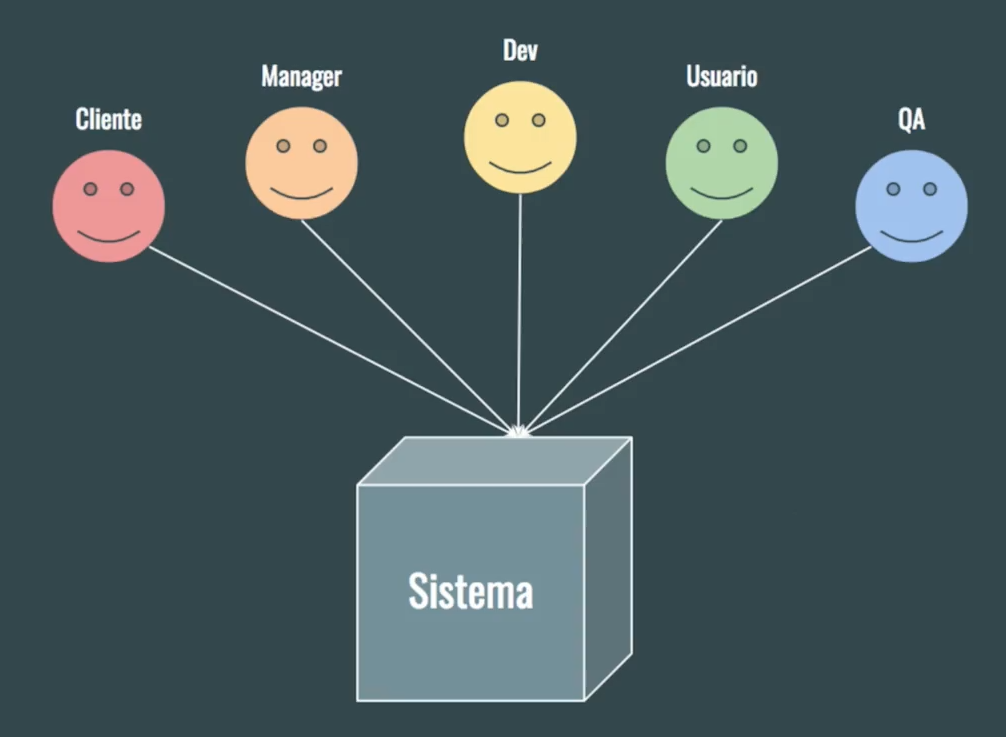 Cliente
Manager
Dev
Usuario
QA
Sistema